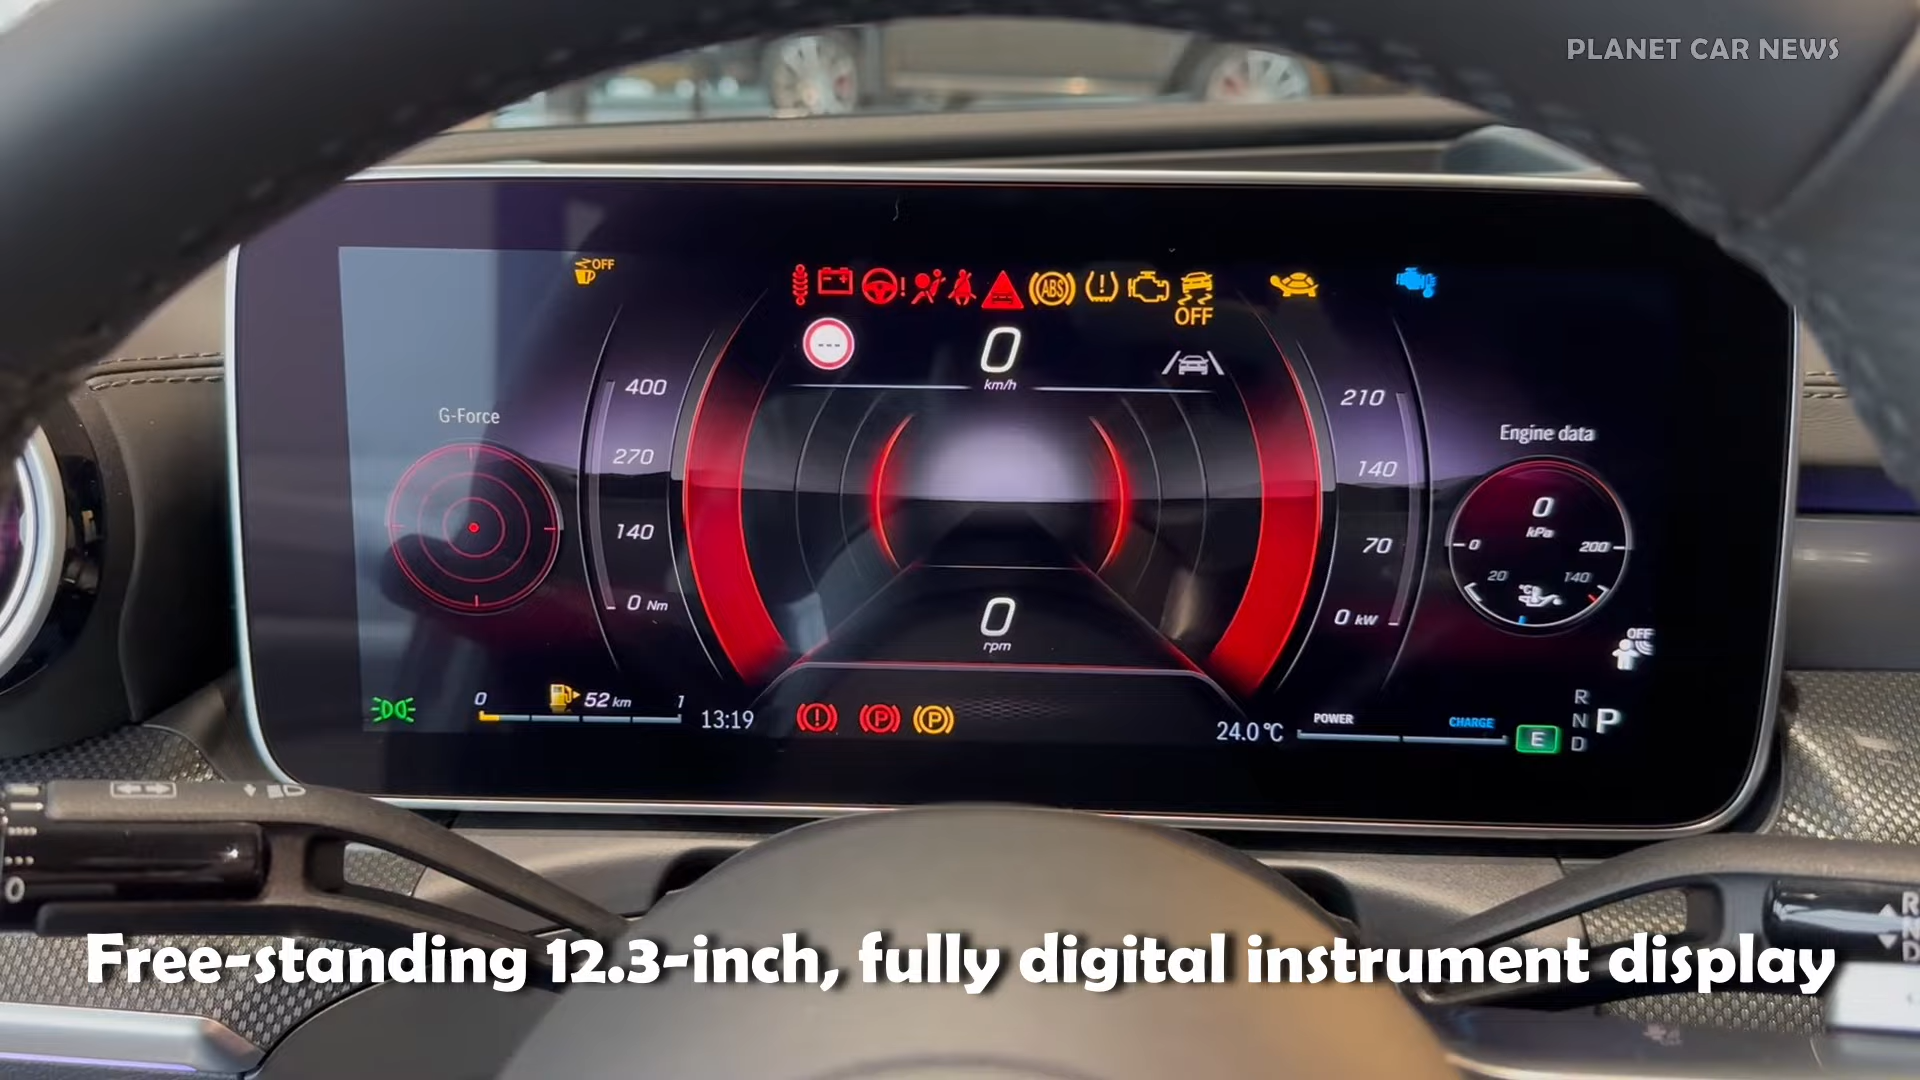 PLANET CAR NEWS
OFF
ABS
OFF
0
km/h
400
270
140
0 Nm
G-Force
210
140
70
0 kW
Engine data
0
kPa
0
200
20
140
°C
0
rpm
OFF
0
52 km
1
13:19
P
P
24.0 °C
POWER
CHARGE
E
R
N
D
P
0
R
N
D
Free-standing 12.3-inch, fully digital instrument display